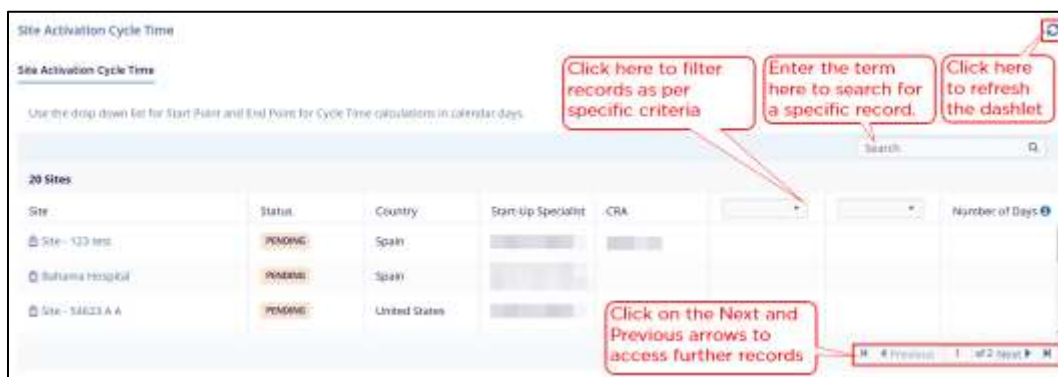 Site Activation Cycle Time
Site Activation Cycle Time
Click here to filter
records as per
specific criteria
Enter the term
here to search for
a specific record.
Click here
to refresh
the dashlet
Use the drop down list for Start Point and End Point for Cycle Time calculations in calendar days.
Search
20 Sites
Site Status Country Start-Up Specialist CRA Number of Days
Site - 123 test PENDING Spain
Bahama Hospital PENDING Spain
Site - 54623 A A PENDING United States
Click on the Next and
Previous arrows to
access further records
Previous 1 of 2 Next